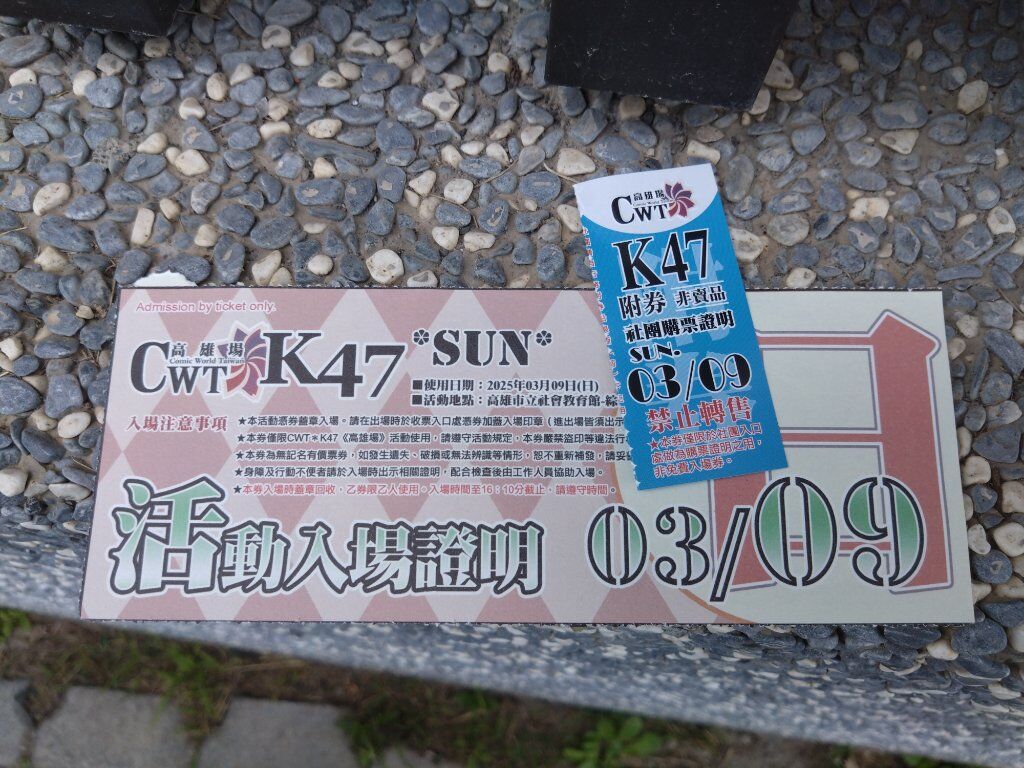 Admission by ticket only.
高雄場
Comic World Taiwan
CWT
K47
*SUN*
■使用日期：2025年03月09日(日)
■活動地點：高雄市立社會教育館-綜
入場注意事項
★本活動憑券蓋章入場。請在出場時於收票入口處憑券加蓋入場印章（進出場皆須出示
★本券僅限CWT＊K47《高雄場》活動使用，請遵守活動規定，本券嚴禁盜印等違法行
★本券為無記名有價票券，如發生遺失、破損或無法辨識等情形，恕不重新發券，請妥
★身障及行動不便者請於入場時出示相關證明，配合檢查後由工作人員協助入場。
★本券入場時蓋章回收，乙券限乙人使用。入場時間至16：10分截止，請遵守時間。
活動入場證明
03/09
高雄場
CWT
K47
附券 非賣品
社團購票證明
SUN.
03/09
禁止轉售
★本券僅限於社團入口
處做為購票證明之用，
非免費入場券。